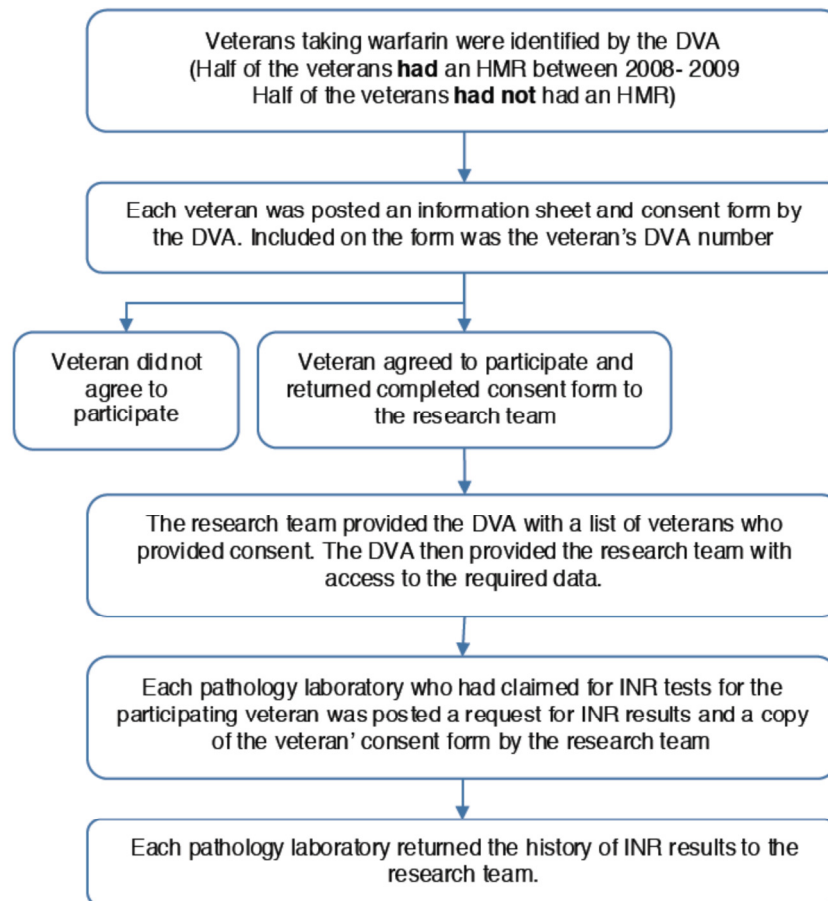 Veterans taking warfarin were identified by the DVA
(Half of the veterans had an HMR between 2008- 2009
Half of the veterans had not had an HMR)
Each veteran was posted an information sheet and consent form by
the DVA. Included on the form was the veteran's DVA number
Veteran did not
agree to
participate
Veteran agreed to participate and
returned completed consent form to
the research team
The research team provided the DVA with a list of veterans who
provided consent. The DVA then provided the research team with
access to the required data.
Each pathology laboratory who had claimed for INR tests for the
participating veteran was posted a request for INR results and a copy
of the veteran' consent form by the research team
Each pathology laboratory returned the history of INR results to the
research team.